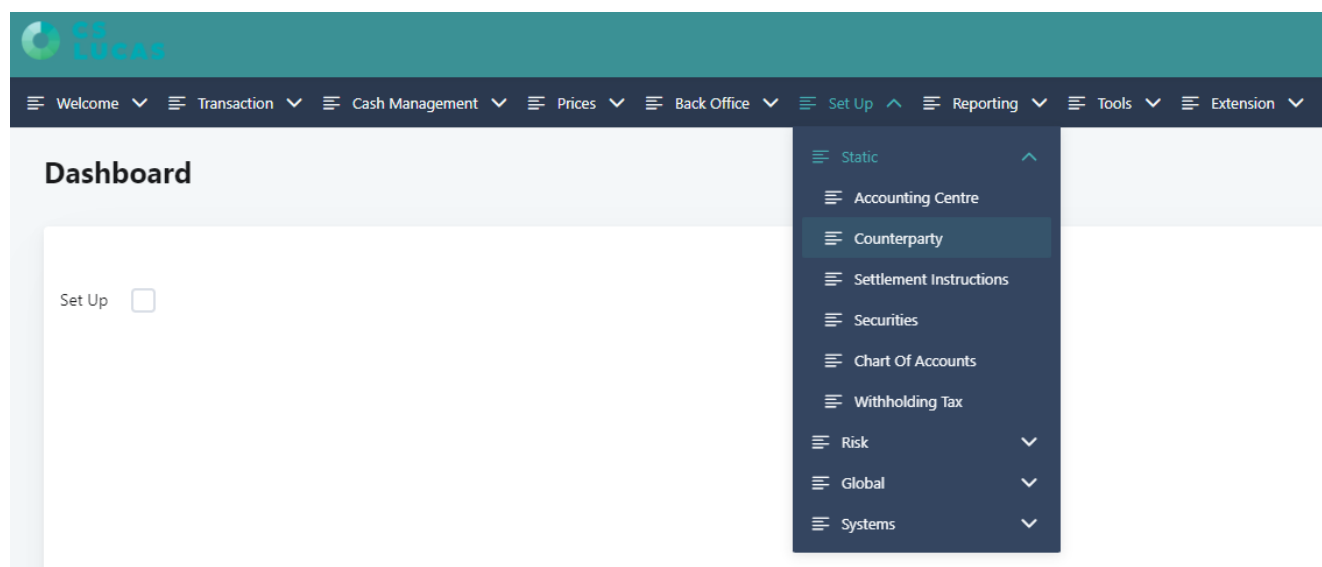 CS
LUCAS
Welcome Transaction Cash Management Prices Back Office Set Up Reporting Tools Extension
Static
Dashboard
Accounting Centre
Counterparty
Settlement Instructions
Set Up
Securities
Chart Of Accounts
Withholding Tax
Risk
Global
Systems